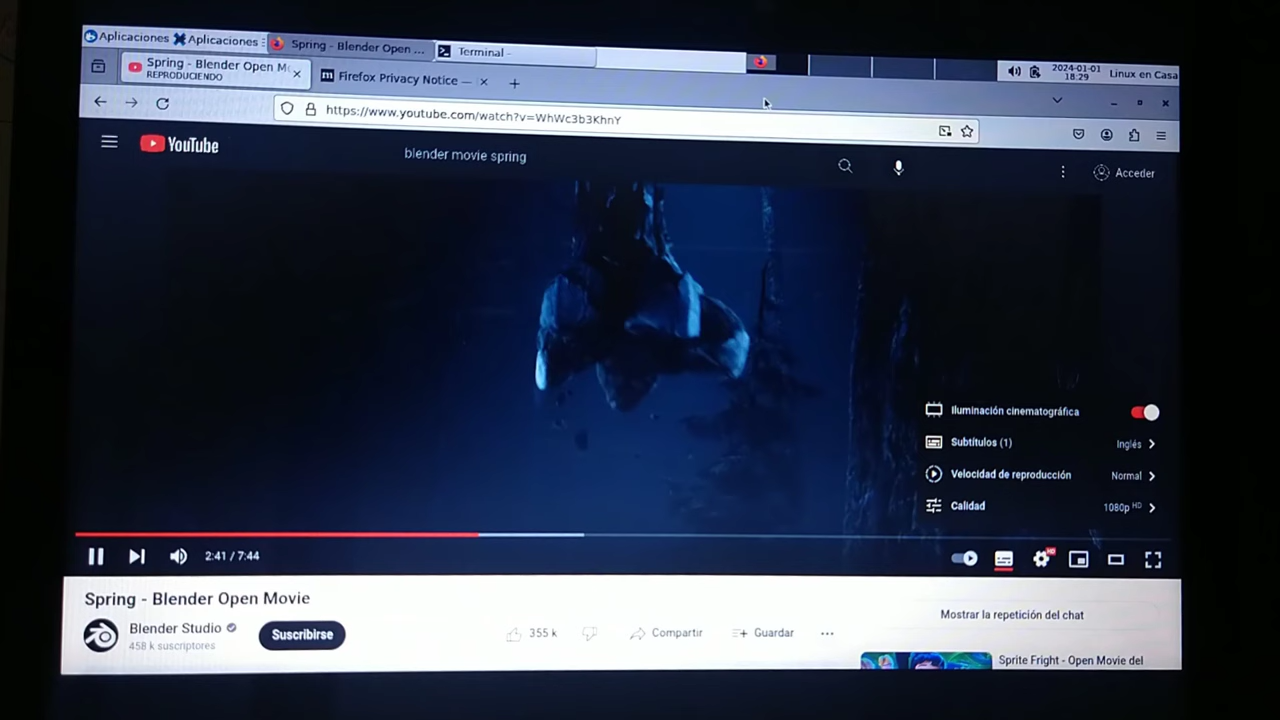 Aplicaciones Aplicaciones Spring - Blender Open ... Terminal - 2024-01-01 Linux en Casa
18:29
Spring - Blender Open Mo Firefox Privacy Notice —
REPRODUCIENDO
https://www.youtube.com/watch?v=WhWc3b3KhnY
YouTube blender movie spring Acceder
Iluminación cinematográfica
Subtítulos (1) Inglés
Velocidad de reproducción Normal
Calidad 1080p HD
2:41 / 7:44 HD
Spring - Blender Open Movie
Mostrar la repetición del chat
Blender Studio Suscribirse 355 k Compartir Guardar
458 k suscriptores
Sprite Fright - Open Movie del